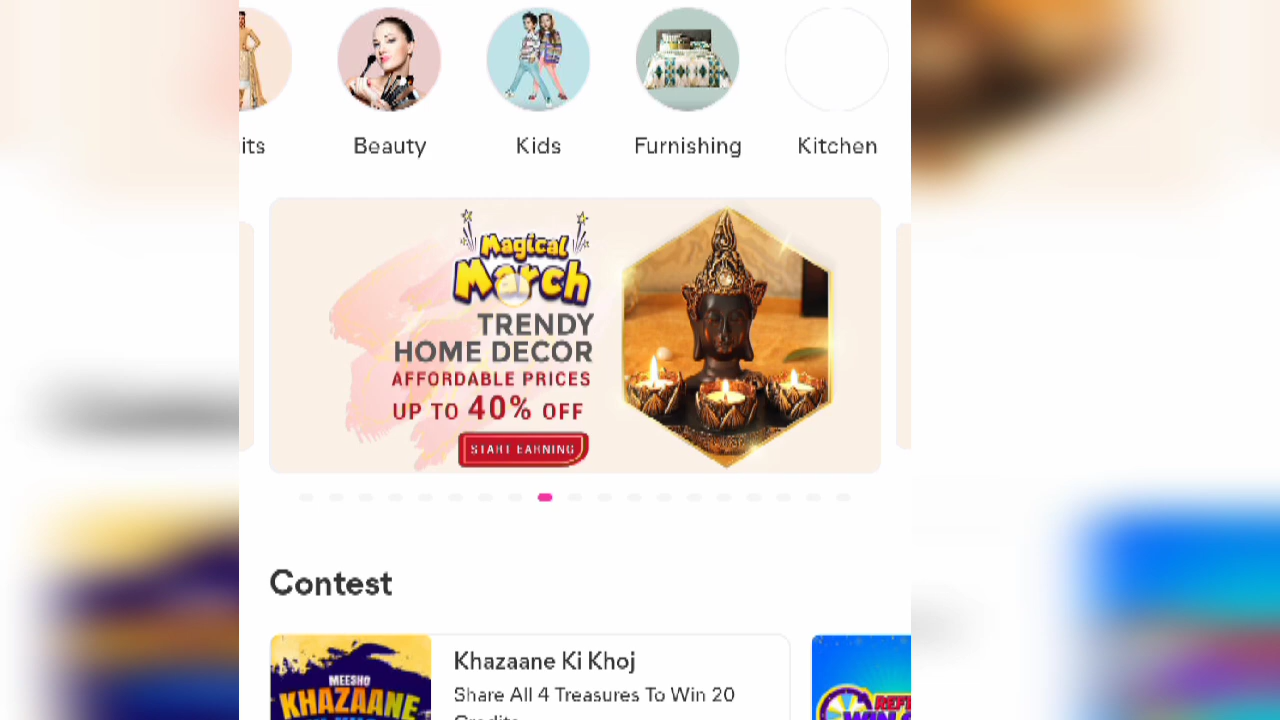 its
Beauty
Kids
Furnishing
Kitchen
Magical
March
TRENDY
HOME DECOR
AFFORDABLE PRICES
UP TO 40% OFF
START EARNING
Contest
MEESHO
KHAZAANE
Khazaane Ki Khoj
Share All 4 Treasures To Win 20
Credits